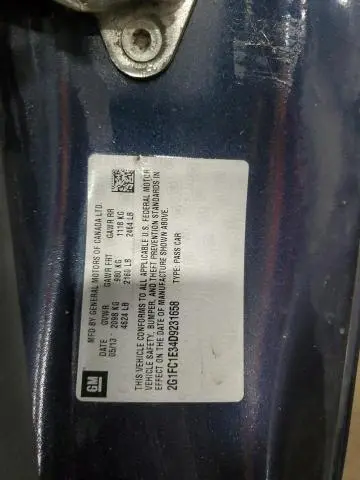 MFD BY GENERAL MOTORS OF CANADA LTD.
DATE GVWR GAWR FRT GAWR RR
05/13 2098 KG 980 KG 1118 KG
4624 LB 2160 LB 2464 LB
THIS VEHICLE CONFORMS TO ALL APPLICABLE U.S. FEDERAL MOTOR
VEHICLE SAFETY, BUMPER, AND THEFT PREVENTION STANDARDS IN
EFFECT ON THE DATE OF MANUFACTURE SHOWN ABOVE.
2G1FC1E34D9231658 TYPE: PASS CAR
GM